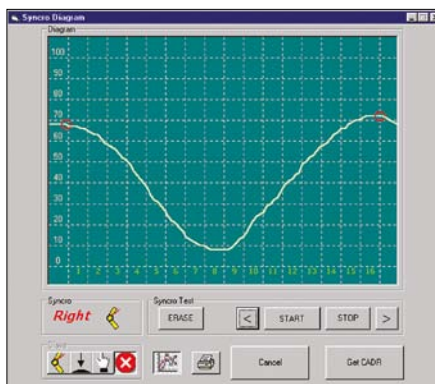 Syncro Diagram
Diagram
100
90
80
70
60
50
40
30
20
10
0
1 2 3 4 5 6 7 8 9 10 11 12 13 14 15 16
Syncro
Right
Syncro Test
ERASE
<
START
STOP
>
Cancel
Get CADR